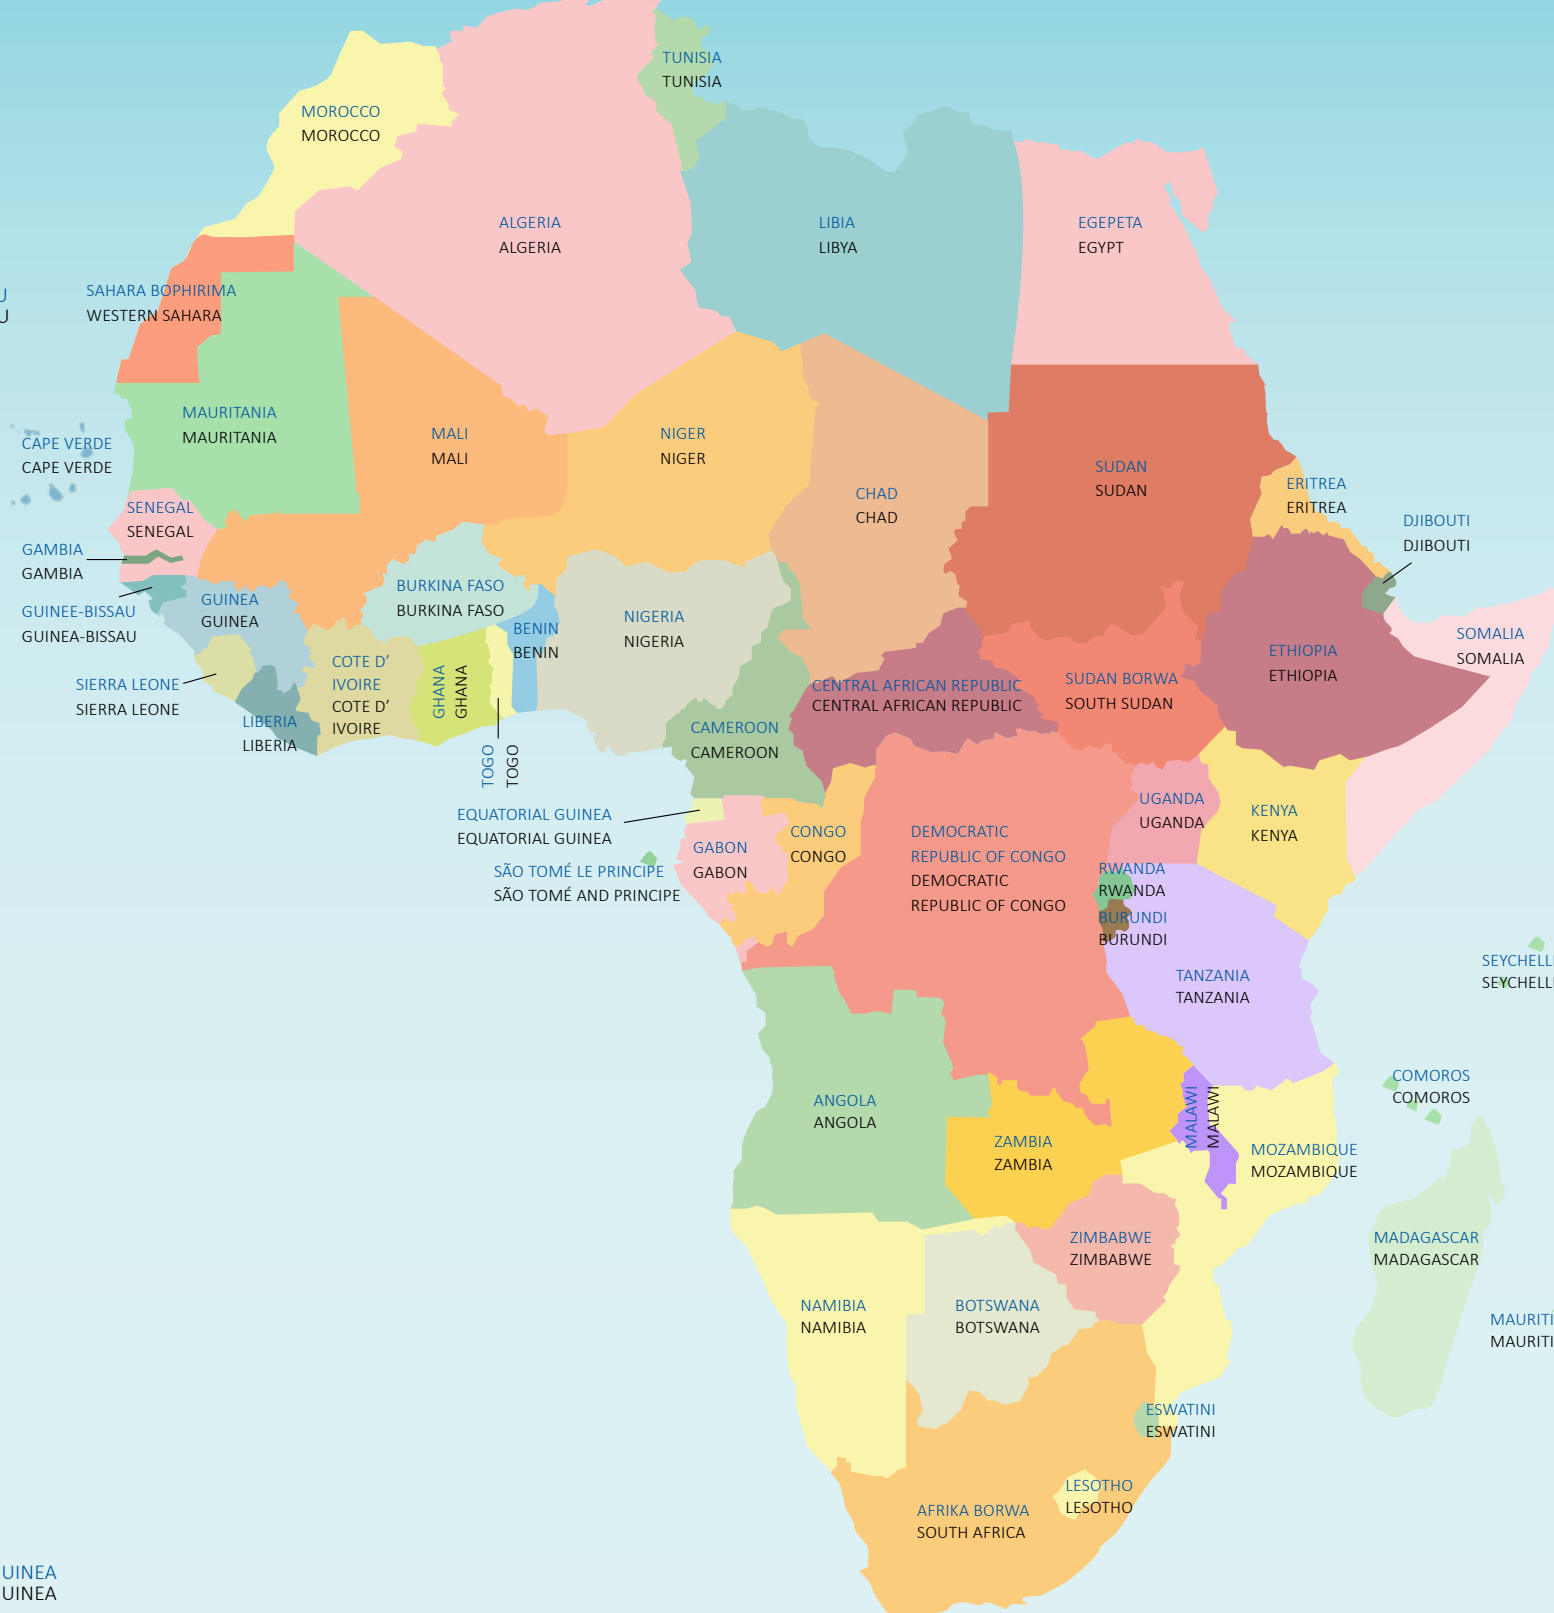 TUNISIA
TUNISIA
MOROCCO
MOROCCO
ALGERIA
ALGERIA
LIBIA
LIBYA
EGEPETA
EGYPT
SAHARA BOPHIRIMA
WESTERN SAHARA
U
U
MAURITANIA
MAURITANIA
MALI
MALI
NIGER
NIGER
CAPE VERDE
CAPE VERDE
CHAD
CHAD
SUDAN
SUDAN
ERITREA
ERITREA
SENEGAL
SENEGAL
DJIBOUTI
DJIBOUTI
GAMBIA
GAMBIA
GUINEE-BISSAU
GUINEA-BISSAU
GUINEA
GUINEA
BURKINA FASO
BURKINA FASO
BENIN
BENIN
NIGERIA
NIGERIA
SOMALIA
SOMALIA
ETHIOPIA
ETHIOPIA
SIERRA LEONE
SIERRA LEONE
COTE D’
IVOIRE
COTE D’
IVOIRE
GHANA
GHANA
LIBERIA
LIBERIA
TOGO
TOGO
CENTRAL AFRICAN REPUBLIC
CENTRAL AFRICAN REPUBLIC
SUDAN BORWA
SOUTH SUDAN
CAMEROON
CAMEROON
EQUATORIAL GUINEA
EQUATORIAL GUINEA
UGANDA
UGANDA
KENYA
KENYA
GABON
GABON
CONGO
CONGO
DEMOCRATIC
REPUBLIC OF CONGO
DEMOCRATIC
REPUBLIC OF CONGO
SÃO TOMÉ LE PRINCIPE
SÃO TOMÉ AND PRINCIPE
RWANDA
RWANDA
BURUNDI
BURUNDI
TANZANIA
TANZANIA
SEYCHELL
SEYCHELL
COMOROS
COMOROS
ANGOLA
ANGOLA
ZAMBIA
ZAMBIA
MALAWI
MALAWI
MOZAMBIQUE
MOZAMBIQUE
ZIMBABWE
ZIMBABWE
MADAGASCAR
MADAGASCAR
NAMIBIA
NAMIBIA
BOTSWANA
BOTSWANA
MAURITI
MAURITI
ESWATINI
ESWATINI
LESOTHO
LESOTHO
AFRIKA BORWA
SOUTH AFRICA
UINEA
UINEA